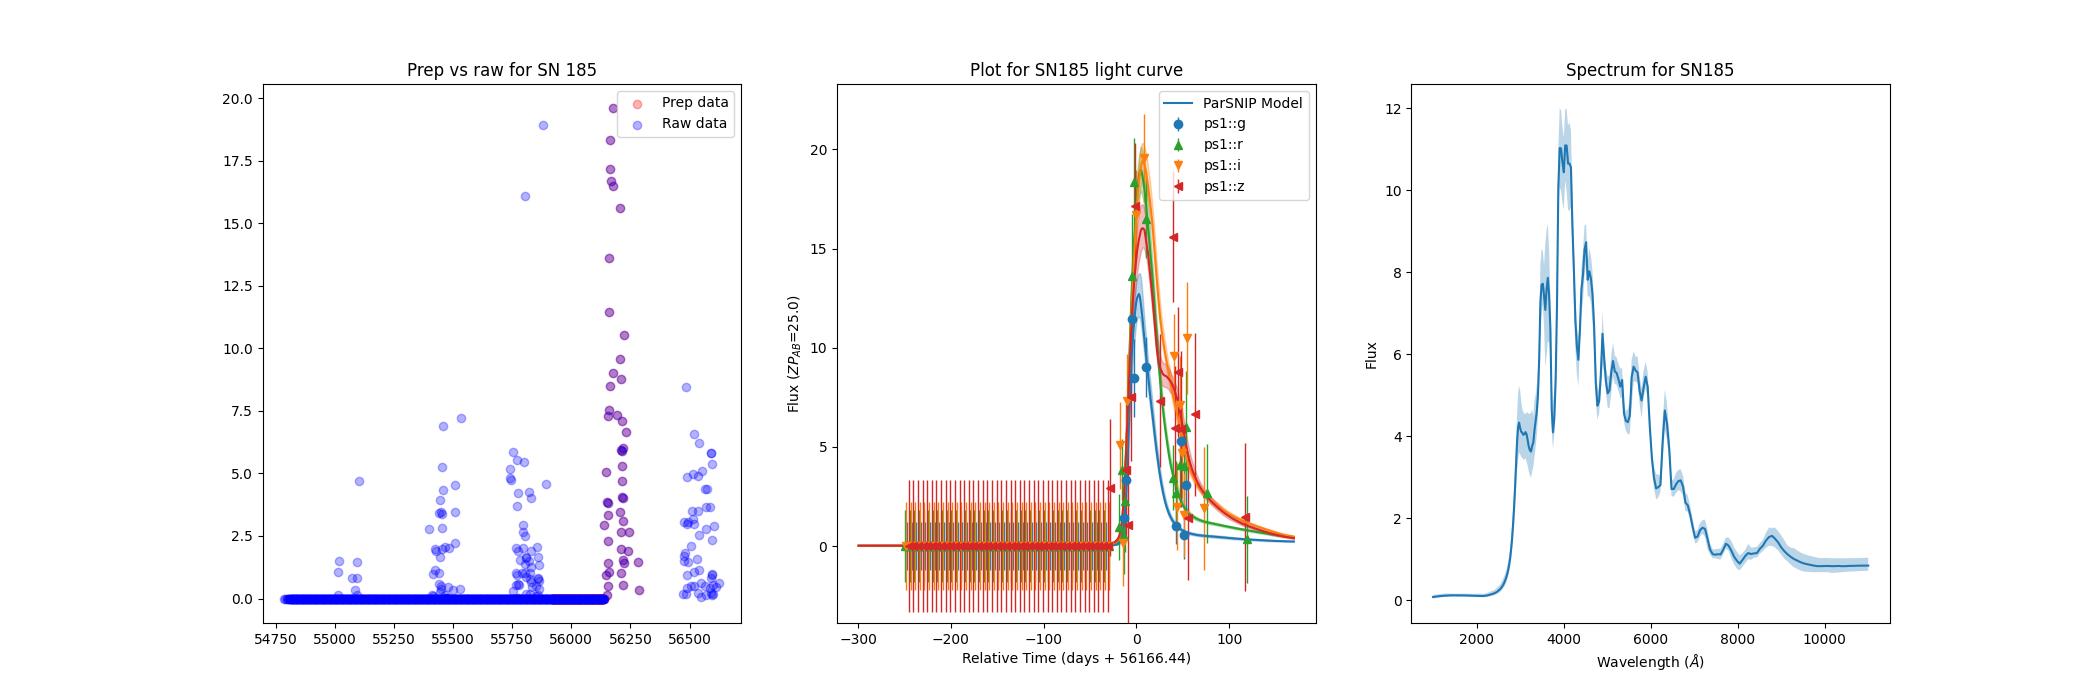 Prep vs raw for SN 185
Prep data
Raw data
20.0
17.5
15.0
12.5
10.0
7.5
5.0
2.5
0.0
54750 55000 55250 55500 55750 56000 56250 56500
Plot for SN185 light curve
ParSNIP Model
ps1::g
ps1::r
ps1::i
ps1::z
Flux (ZP_AB=25.0)
20
15
10
5
0
−300 −200 −100 0 100
Relative Time (days + 56166.44)
Spectrum for SN185
Flux
12
10
8
6
4
2
0
2000 4000 6000 8000 10000
Wavelength (Å)